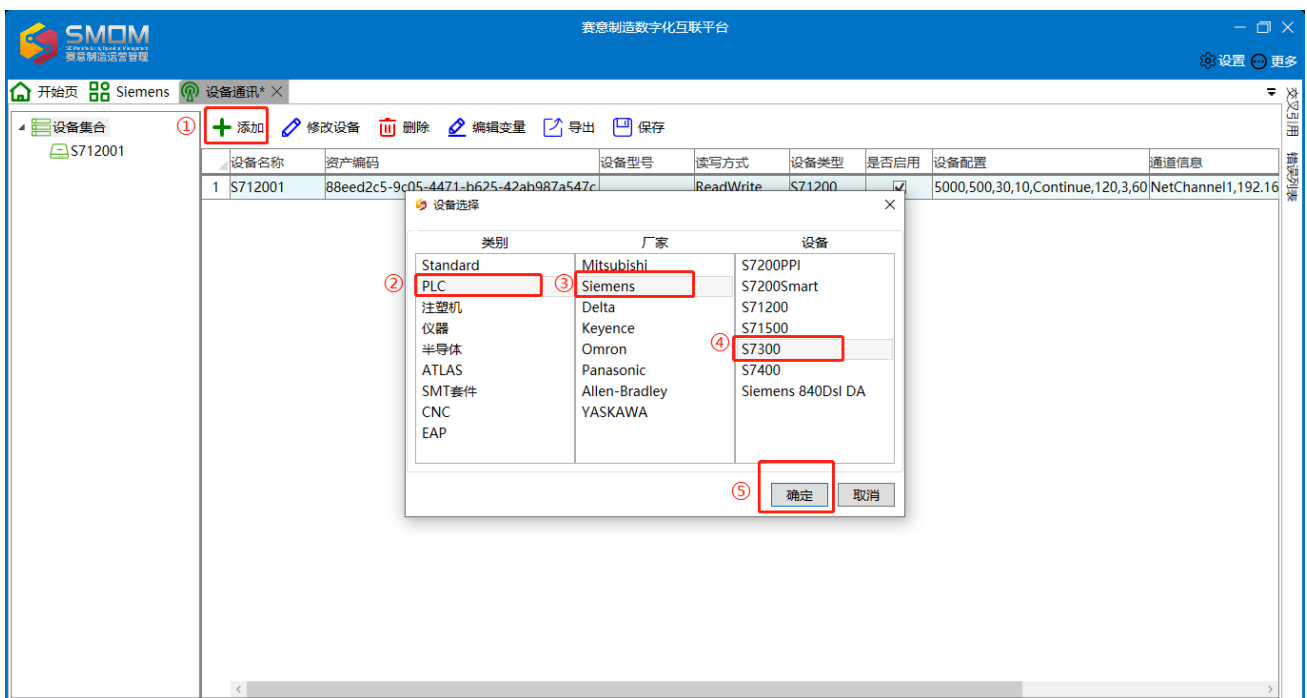 赛意制造数字化互联平台
SMOM
赛意制造运营管理
设置 更多
开始页 Siemens 设备通讯*
交叉引用 错误列表
设备集合
S712001
① 添加 修改设备 删除 编辑变量 导出 保存
设备名称 资产编码 设备型号 读写方式 设备类型 是否启用 设备配置 通道信息
1 S712001 88eed2c5-9c05-4471-b625-42ab987a547c ReadWrite S71200 5000,500,30,10,Continue,120,3,60 NetChannel1,192.16
设备选择
类别 厂家 设备
Standard Mitsubishi S7200PPI
② PLC ③ Siemens S7200Smart
注塑机 Delta S71200
仪器 Keyence S71500
半导体 Omron ④ S7300
ATLAS Panasonic S7400
SMT套件 Allen-Bradley Siemens 840Dsl DA
CNC YASKAWA
EAP
⑤ 确定 取消